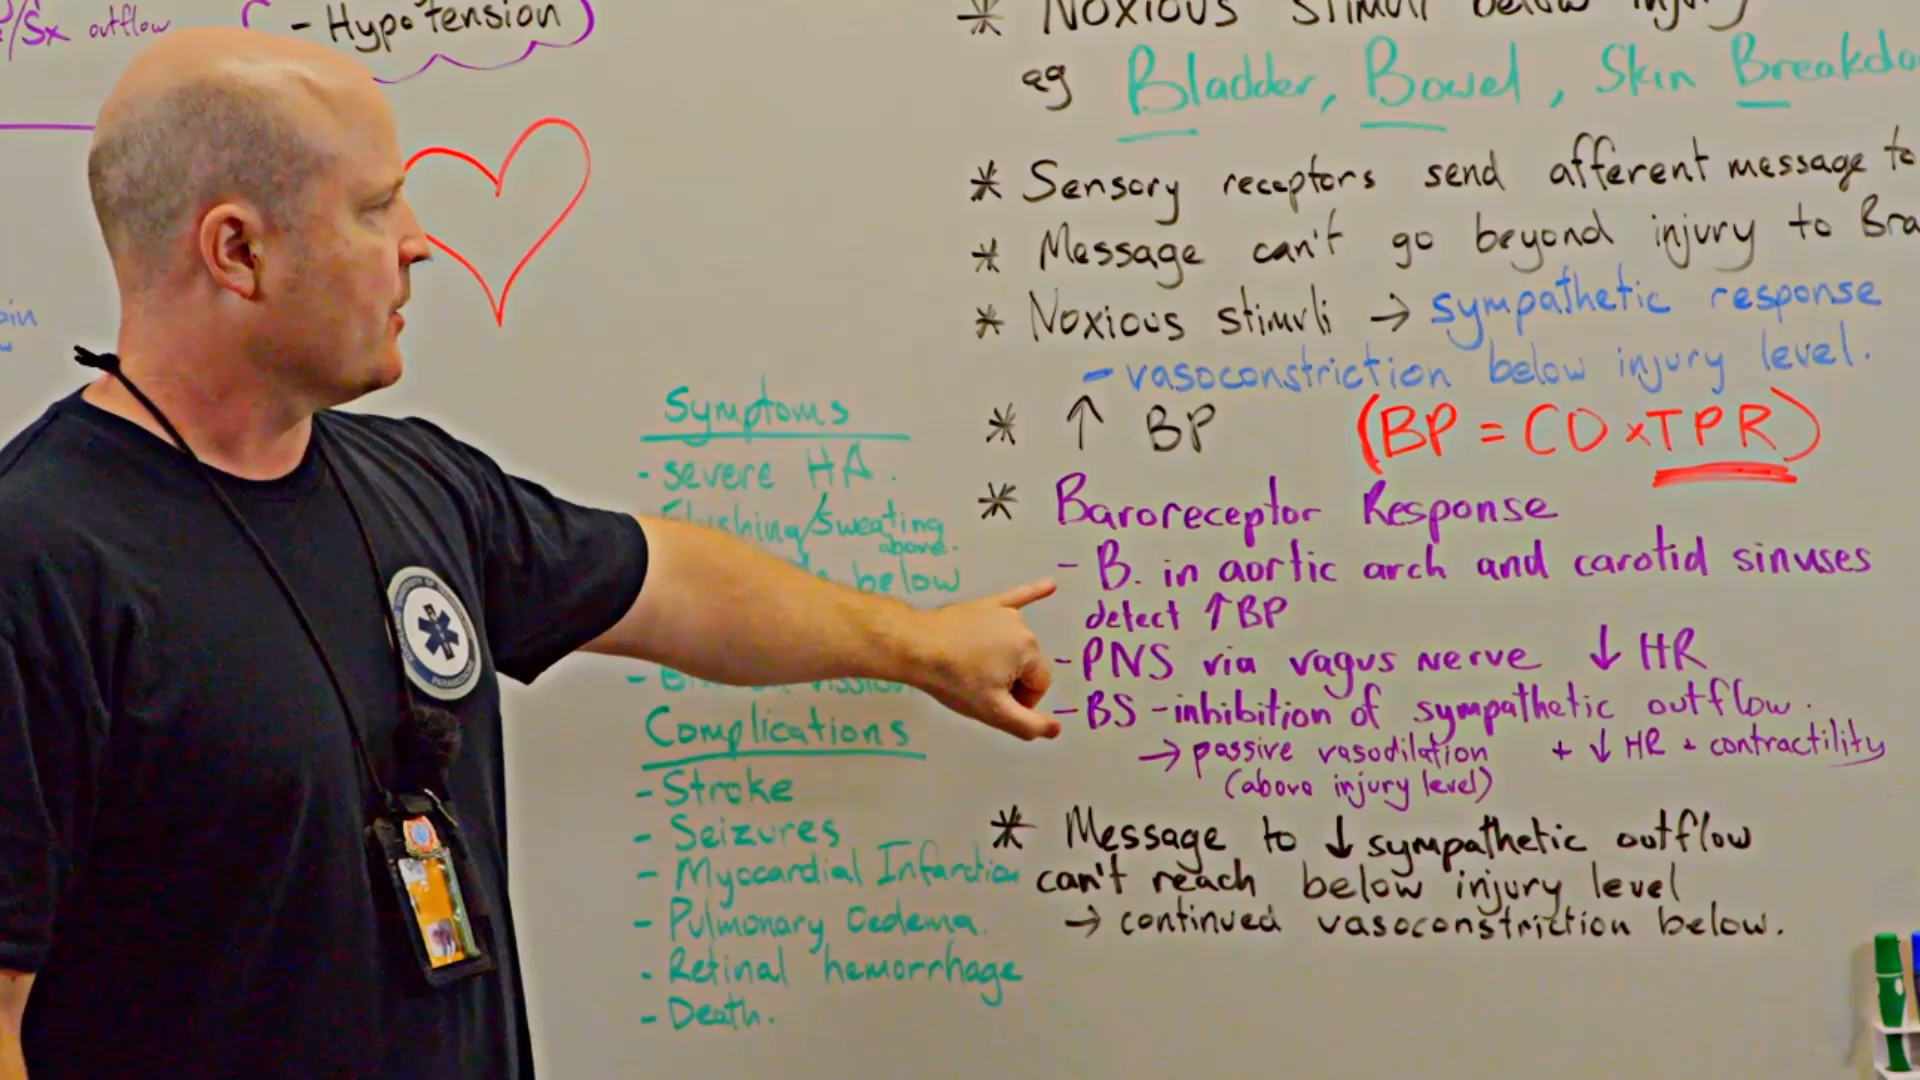 /Sx outflow
- Hypotension
* Noxious stimuli below injury
eg Bladder, Bowel, Skin Breakdo
* Sensory receptors send afferent message to
* Message can't go beyond injury to Bra
* Noxious stimuli → sympathetic response
- vasoconstriction below injury level.
* ↑ BP (BP = CO x TPR)
* Baroreceptor Response
- B. in aortic arch and carotid sinuses
detect ↑ BP
- PNS via vagus nerve ↓ HR
- BS - inhibition of sympathetic outflow.
→ passive vasodilation + ↓ HR + contractility
(above injury level)
* Message to ↓ sympathetic outflow
can't reach below injury level
→ continued vasoconstriction below.
Symptoms
- severe HA.
Flushing/sweating
above.
below
Complications
- Stroke
- Seizures
- Myocardial Infarction
- Pulmonary Oedema.
- Retinal hemorrhage
- Death.
PARAMEDICINE